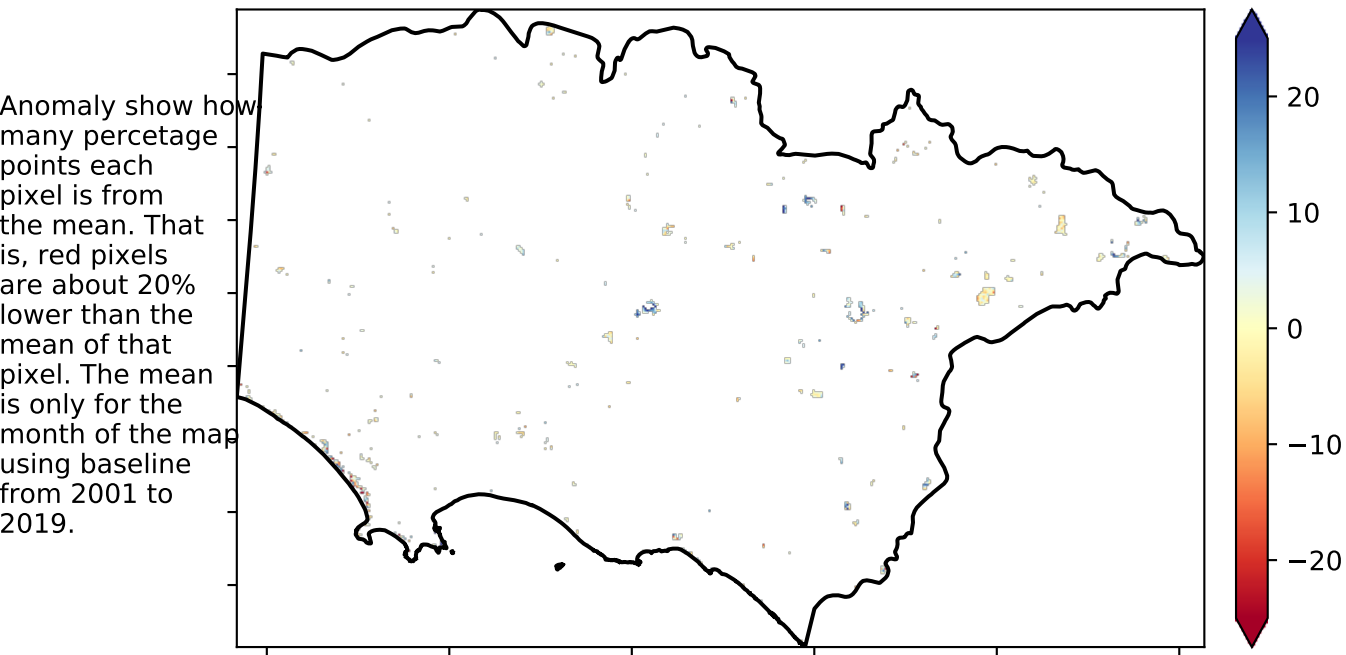 Anomaly show how
many percetage
points each
pixel is from
the mean. That
is, red pixels
are about 20%
lower than the
mean of that
pixel. The mean
is only for the
month of the map
using baseline
from 2001 to
2019.
20
10
0
−10
−20